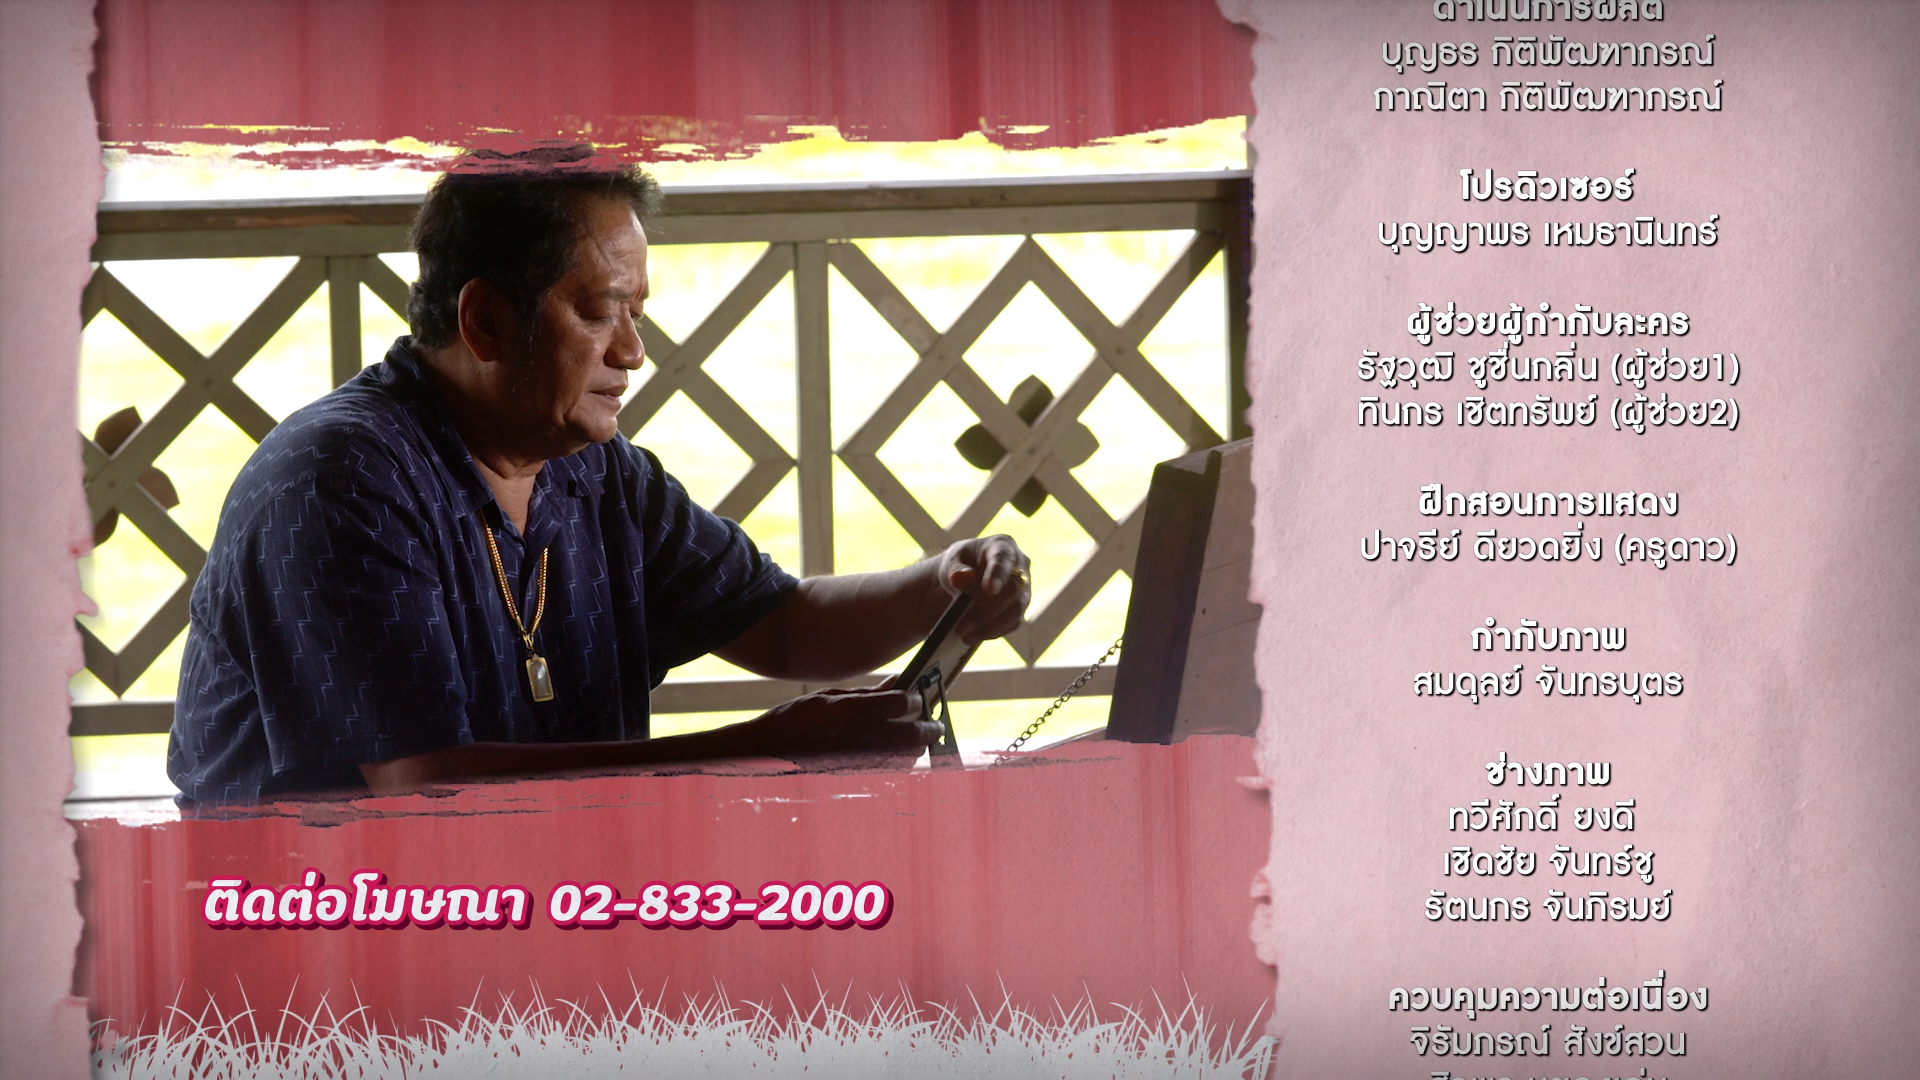 ดำเนินการผลิต
บุญธร กิติพัฒฑากรณ์
กาณิตา กิติพัฒฑากรณ์
โปรดิวเซอร์
บุญญาพร เหมธานินทร์
ผู้ช่วยผู้กำกับละคร
รัฐวุฒิ ชูชื่นกลิ่น (ผู้ช่วย1)
ทินกร เชิตทรัพย์ (ผู้ช่วย2)
ฝึกสอนการแสดง
ปาจรีย์ ดียวดยิ่ง (ครูดาว)
กำกับภาพ
สมดุลย์ จันทรบุตร
ช่างภาพ
ทวีศักดิ์ ยงดี
เชิดชัย จันทร์ชู
รัตนกร จันภิรมย์
ควบคุมความต่อเนื่อง
จิรัมภรณ์ สังข์สวน
ติดต่อโฆษณา 02-833-2000